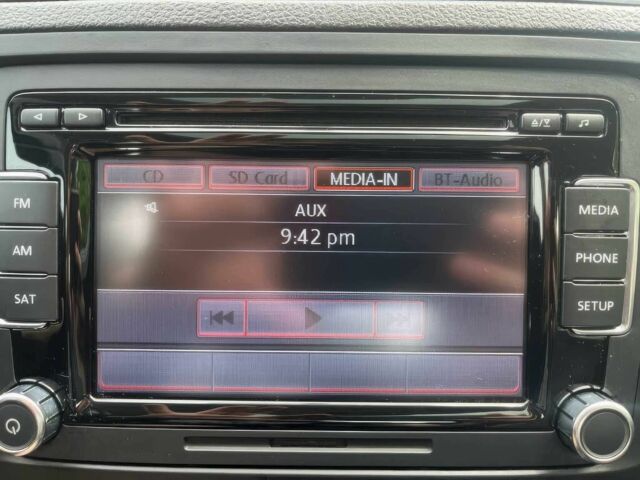 CD SD Card MEDIA-IN BT-Audio
FM AUX MEDIA
9:42 pm
AM PHONE
SAT SETUP